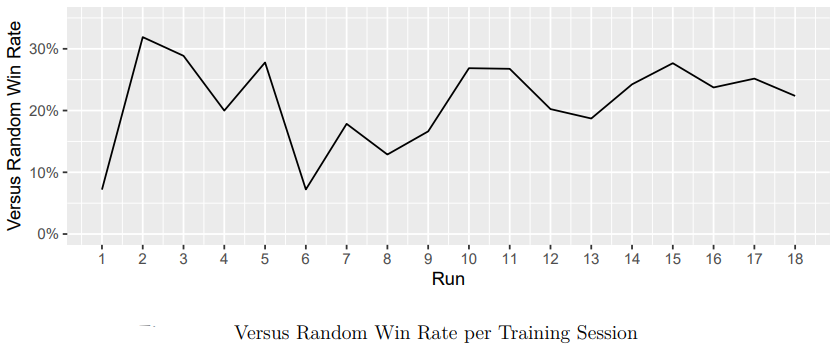 Versus Random Win Rate
30%
20%
10%
0%
1 2 3 4 5 6 7 8 9 10 11 12 13 14 15 16 17 18
Run
Versus Random Win Rate per Training Session